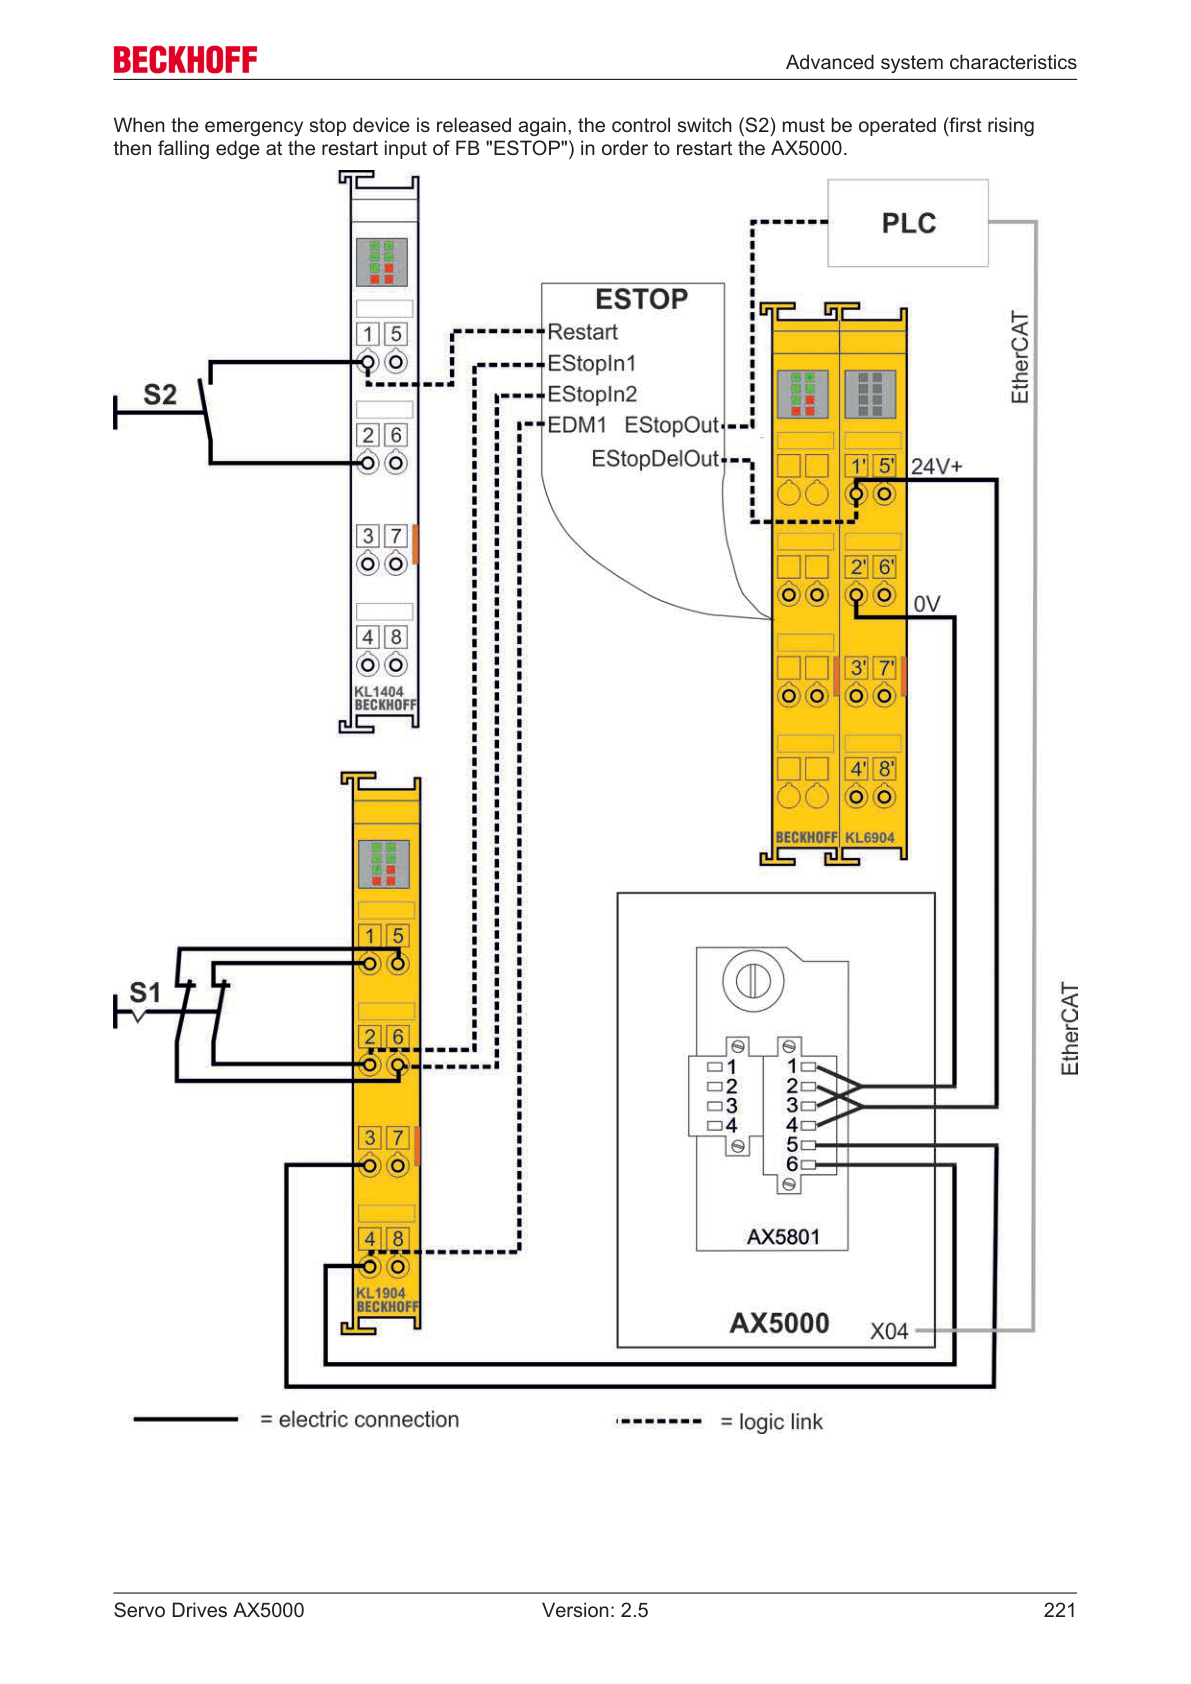 BECKHOFF
Advanced system characteristics
When the emergency stop device is released again, the control switch (S2) must be operated (first rising
then falling edge at the restart input of FB "ESTOP") in order to restart the AX5000.
PLC
EtherCAT
ESTOP
Restart
EStopIn1
EStopIn2
EDM1 EStopOut
EStopDelOut
S2
1 5
2 6
3 7
4 8
KL1404
BECKHOFF
1' 5'
24V+
2' 6'
0V
3' 7'
4' 8'
BECKHOFF KL6904
S1
1 5
2 6
3 7
4 8
KL1904
BECKHOFF
EtherCAT
1
2
3
4
1
2
3
4
5
6
AX5801
AX5000 X04
= electric connection
= logic link
Servo Drives AX5000
Version: 2.5
221